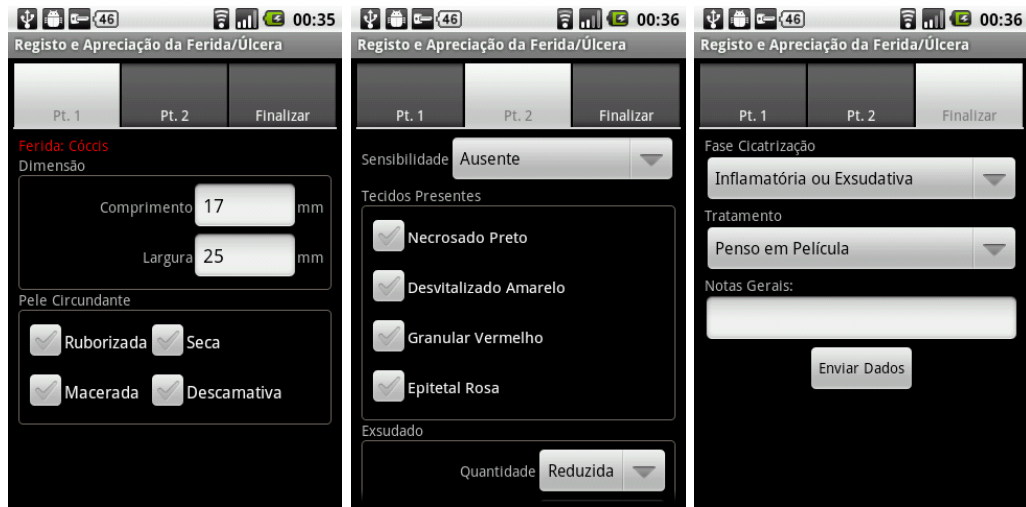 46 00:35
Registo e Apreciação da Ferida/Úlcera
Pt. 1 Pt. 2 Finalizar
Ferida: Cóccis
Dimensão
Comprimento 17 mm
Largura 25 mm
Pele Circundante
Ruborizada Seca
Macerada Descamativa
46 00:36
Registo e Apreciação da Ferida/Úlcera
Pt. 1 Pt. 2 Finalizar
Sensibilidade Ausente
Tecidos Presentes
Necrosado Preto
Desvitalizado Amarelo
Granular Vermelho
Epitetal Rosa
Exsudado
Quantidade Reduzida
46 00:36
Registo e Apreciação da Ferida/Úlcera
Pt. 1 Pt. 2 Finalizar
Fase Cicatrização
Inflamatória ou Exsudativa
Tratamento
Penso em Película
Notas Gerais:
Enviar Dados